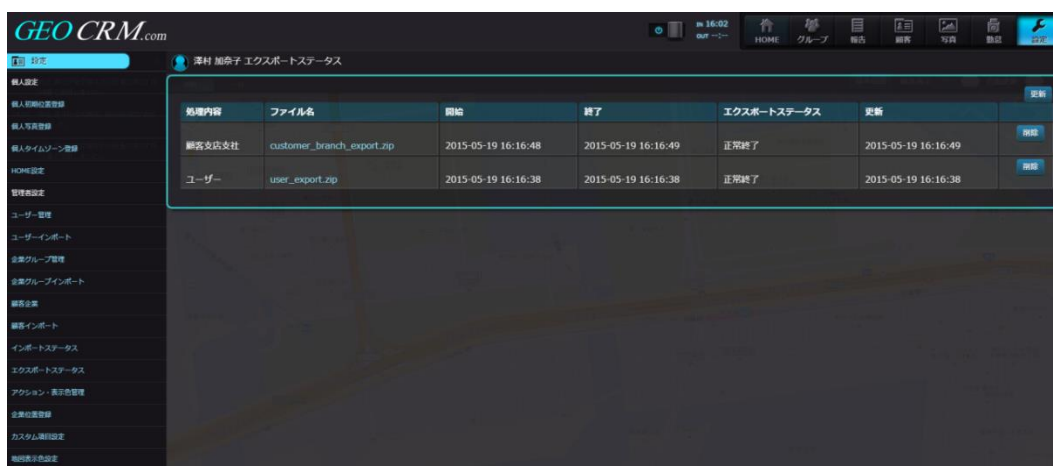 GEO CRM.com
IN 16:02
OUT --:--
HOME グループ 報告 顧客 写真 勤怠 設定
設定
澤村 加奈子 エクスポートステータス
更新
処理内容 ファイル名 開始 終了 エクスポートステータス 更新
顧客支店支社 customer_branch_export.zip 2015-05-19 16:16:48 2015-05-19 16:16:49 正常終了 2015-05-19 16:16:49 削除
ユーザー user_export.zip 2015-05-19 16:16:38 2015-05-19 16:16:38 正常終了 2015-05-19 16:16:38 削除
個人設定
個人初期位置登録
個人写真登録
個人タイムゾーン登録
HOME設定
管理者設定
ユーザー管理
ユーザーインポート
企業グループ管理
企業グループインポート
顧客企業
顧客インポート
インポートステータス
エクスポートステータス
アクション・表示色管理
企業位置登録
カスタム項目設定
地図表示色設定